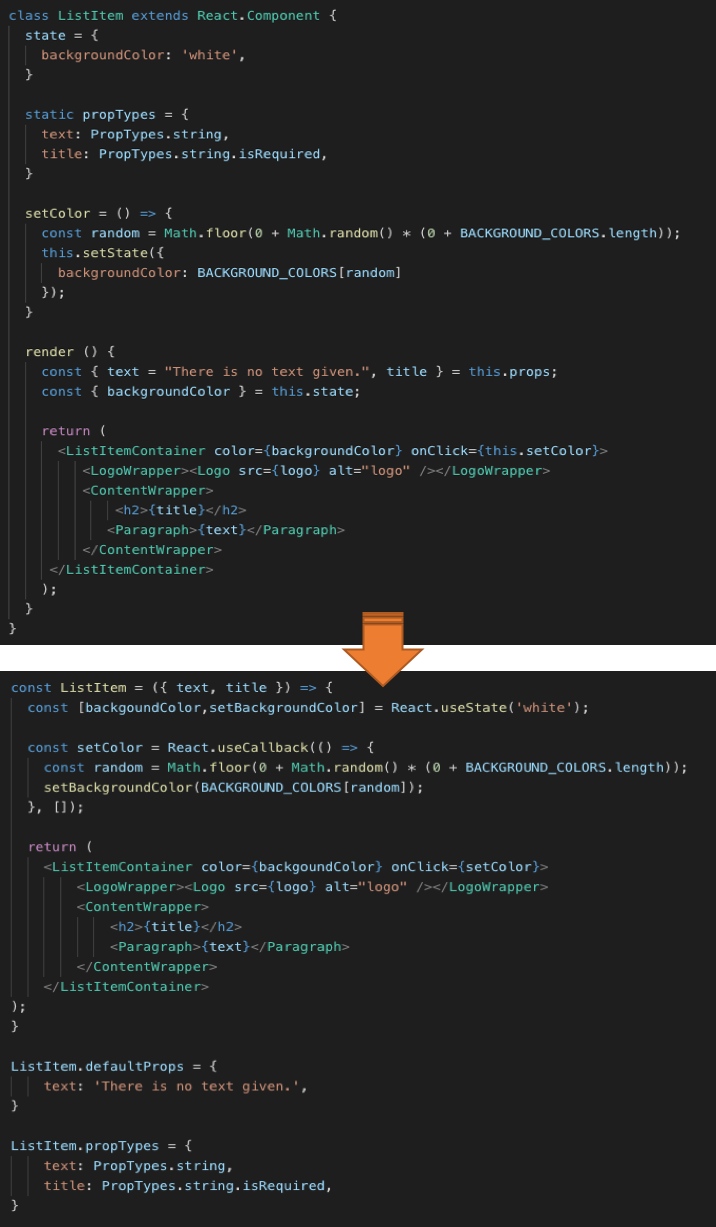 class ListItem extends React.Component {
  state = {
    backgroundColor: 'white',
  }

  static propTypes = {
    text: PropTypes.string,
    title: PropTypes.string.isRequired,
  }

  setColor = () => {
    const random = Math.floor(0 + Math.random() * (0 + BACKGROUND_COLORS.length));
    this.setState({
      backgroundColor: BACKGROUND_COLORS[random]
    });
  }

  render () {
    const { text = "There is no text given.", title } = this.props;
    const { backgroundColor } = this.state;

    return (
      <ListItemContainer color={backgroundColor} onClick={this.setColor}>
         <LogoWrapper><Logo src={logo} alt="logo" /></LogoWrapper>
         <ContentWrapper>
             <h2>{title}</h2>
            <Paragraph>{text}</Paragraph>
         </ContentWrapper>
     </ListItemContainer>
    );
  }
}
const ListItem = ({ text, title }) => {
  const [backgoundColor,setBackgroundColor] = React.useState('white');

  const setColor = React.useCallback(() => {
    const random = Math.floor(0 + Math.random() * (0 + BACKGROUND_COLORS.length));
    setBackgroundColor(BACKGROUND_COLORS[random]);
  }, []);

  return (
    <ListItemContainer color={backgoundColor} onClick={setColor}>
        <LogoWrapper><Logo src={logo} alt="logo" /></LogoWrapper>
        <ContentWrapper>
            <h2>{title}</h2>
            <Paragraph>{text}</Paragraph>
        </ContentWrapper>
    </ListItemContainer>
);
}

ListItem.defaultProps = {
    text: 'There is no text given.',
}

ListItem.propTypes = {
    text: PropTypes.string,
    title: PropTypes.string.isRequired,
}